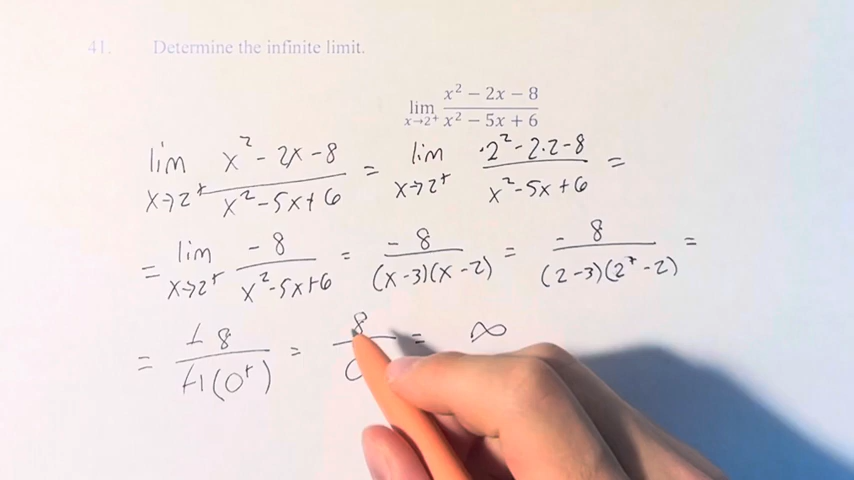 41. Determine the infinite limit.
lim x→2⁺ (x² − 2x − 8)/(x² − 5x + 6)
lim x→2⁺ (x² − 2x − 8)/(x² − 5x + 6) = lim x→2⁺ (·2² − 2·2 − 8)/(x² − 5x + 6) =
= lim x→2⁺ (−8)/(x² − 5x + 6) = (−8)/((x − 3)(x − 2)) = (−8)/((2 − 3)(2⁺ − 2)) =
= (−8)/(−1(0⁺)) = 8/0 = ∞